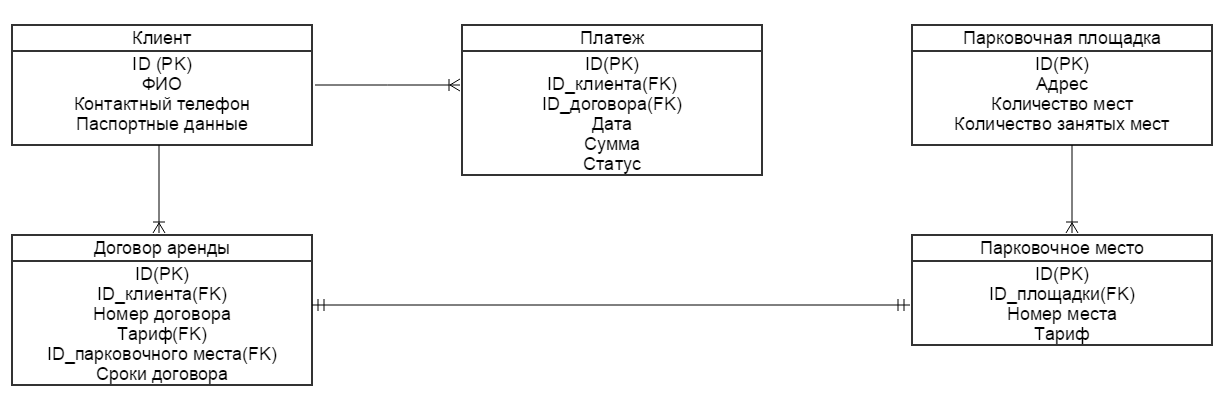 Клиент
ID (PK)
ФИО
Контактный телефон
Паспортные данные
Платеж
ID(PK)
ID_клиента(FK)
ID_договора(FK)
Дата
Сумма
Статус
Парковочная площадка
ID(PK)
Адрес
Количество мест
Количество занятых мест
Договор аренды
ID(PK)
ID_клиента(FK)
Номер договора
Тариф(FK)
ID_парковочного места(FK)
Сроки договора
Парковочное место
ID(PK)
ID_площадки(FK)
Номер места
Тариф